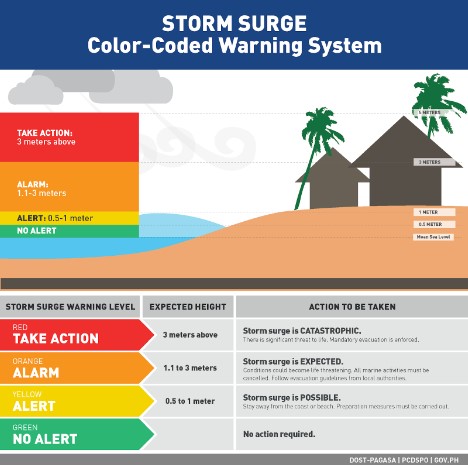 STORM SURGE
Color-Coded Warning System
TAKE ACTION:
3 meters above
ALARM:
1.1-3 meters
ALERT: 0.5-1 meter
NO ALERT
3 METERS
1 METER
0.5 METER
Mean Sea Level
STORM SURGE WARNING LEVEL EXPECTED HEIGHT ACTION TO BE TAKEN
RED
TAKE ACTION
3 meters above
Storm surge is CATASTROPHIC.
There is significant threat to life. Mandatory evacuation is enforced.
ORANGE
ALARM
1.1 to 3 meters
Storm surge is EXPECTED.
Conditions could become life threatening. All marine activities must be
cancelled. Follow evacuation guidelines from local authorities.
YELLOW
ALERT
0.5 to 1 meter
Storm surge is POSSIBLE.
Stay away from the coast or beach. Preparation measures must be carried out.
GREEN
NO ALERT
No action required.
DOST-PAGASA | PCDSPO | GOV.PH